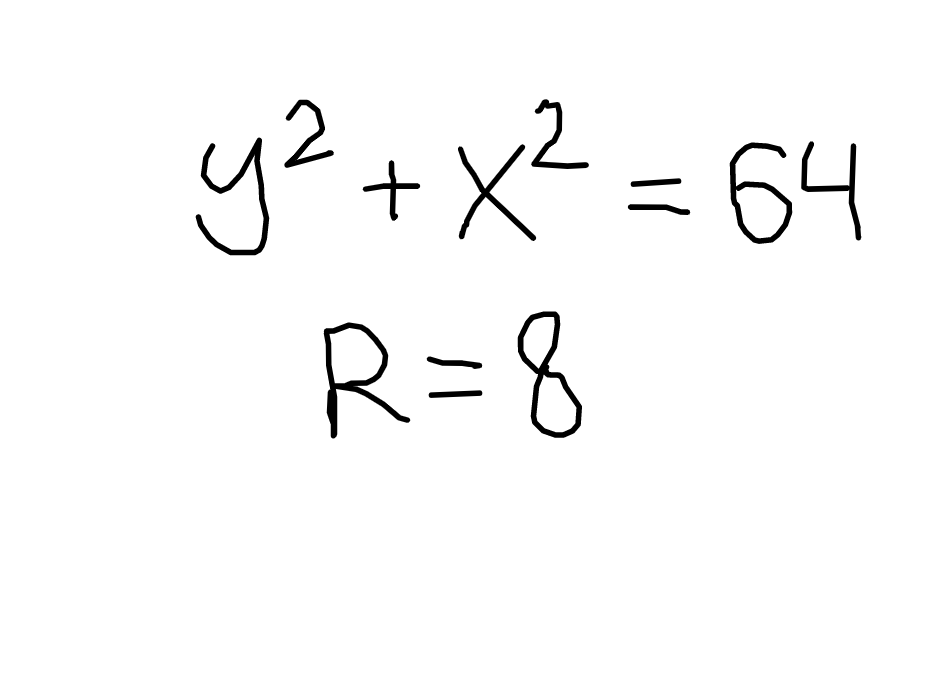 y² + x² = 64
R = 8